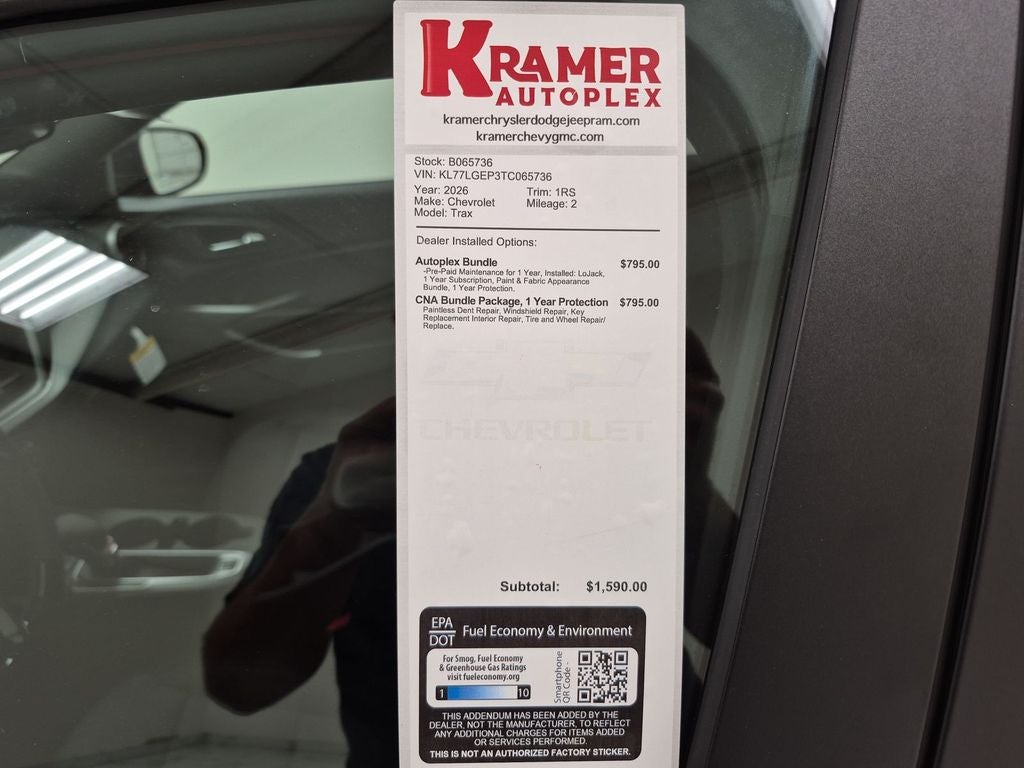 KRAMER
AUTOPLEX
kramerchryslerdodgejeepram.com
kramerchevygmc.com
Stock: B065736
VIN: KL77LGEP3TC065736
Year: 2026 Trim: 1RS
Make: Chevrolet Mileage: 2
Model: Trax
Dealer Installed Options:
Autoplex Bundle $795.00
-Pre-Paid Maintenance for 1 Year, Installed: LoJack,
1 Year Subscription, Paint & Fabric Appearance
Bundle, 1 Year Protection.
CNA Bundle Package, 1 Year Protection $795.00
Paintless Dent Repair, Windshield Repair, Key
Replacement Interior Repair, Tire and Wheel Repair/
Replace.
CHEVROLET
Subtotal: $1,590.00
EPA
DOT Fuel Economy & Environment
For Smog, Fuel Economy
& Greenhouse Gas Ratings
visit fueleconomy.org
1 10
Smartphone
QR Code -
THIS ADDENDUM HAS BEEN ADDED BY THE
DEALER, NOT THE MANUFACTURER, TO REFLECT
ANY ADDITIONAL CHARGES FOR ITEMS ADDED
OR SERVICES PERFORMED.
THIS IS NOT AN AUTHORIZED FACTORY STICKER.